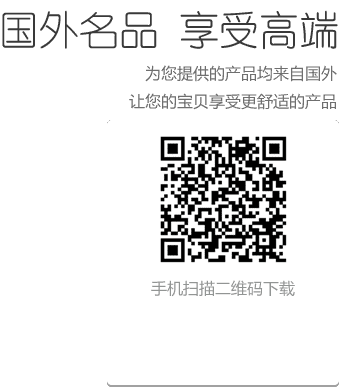 国外名品 享受高端
为您提供的产品均来自国外
让您的宝贝享受更舒适的产品
手机扫描二维码下载